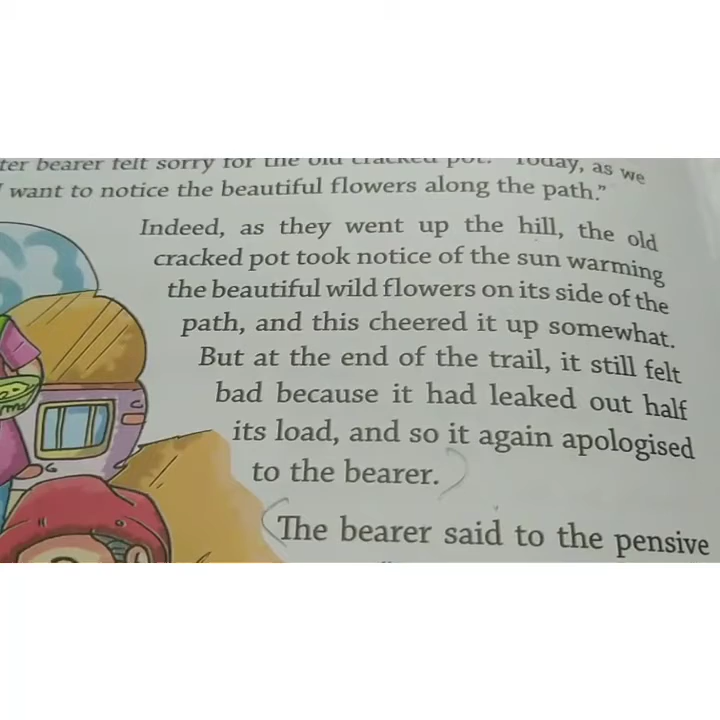 ter bearer felt sorry for the old cracked pot. "Today, as we
want to notice the beautiful flowers along the path."
Indeed, as they went up the hill, the old
cracked pot took notice of the sun warming
the beautiful wild flowers on its side of the
path, and this cheered it up somewhat.
But at the end of the trail, it still felt
bad because it had leaked out half
its load, and so it again apologised
to the bearer.
The bearer said to the pensive